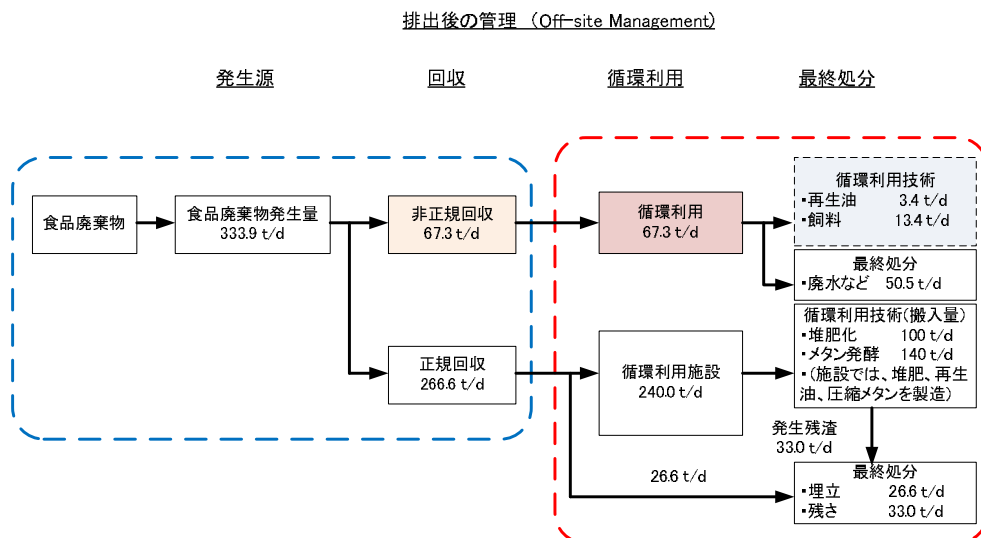 排出後の管理 (Off-site Management)
発生源
回収
循環利用
最終処分
食品廃棄物
食品廃棄物発生量
333.9 t/d
非正規回収
67.3 t/d
循環利用
67.3 t/d
循環利用技術
・再生油 3.4 t/d
・飼料 13.4 t/d
最終処分
・廃水など 50.5 t/d
正規回収
266.6 t/d
循環利用施設
240.0 t/d
循環利用技術(搬入量)
・堆肥化 100 t/d
・メタン発酵 140 t/d
・(施設では、堆肥、再生
油、圧縮メタンを製造)
発生残渣
33.0 t/d
26.6 t/d
最終処分
・埋立 26.6 t/d
・残さ 33.0 t/d